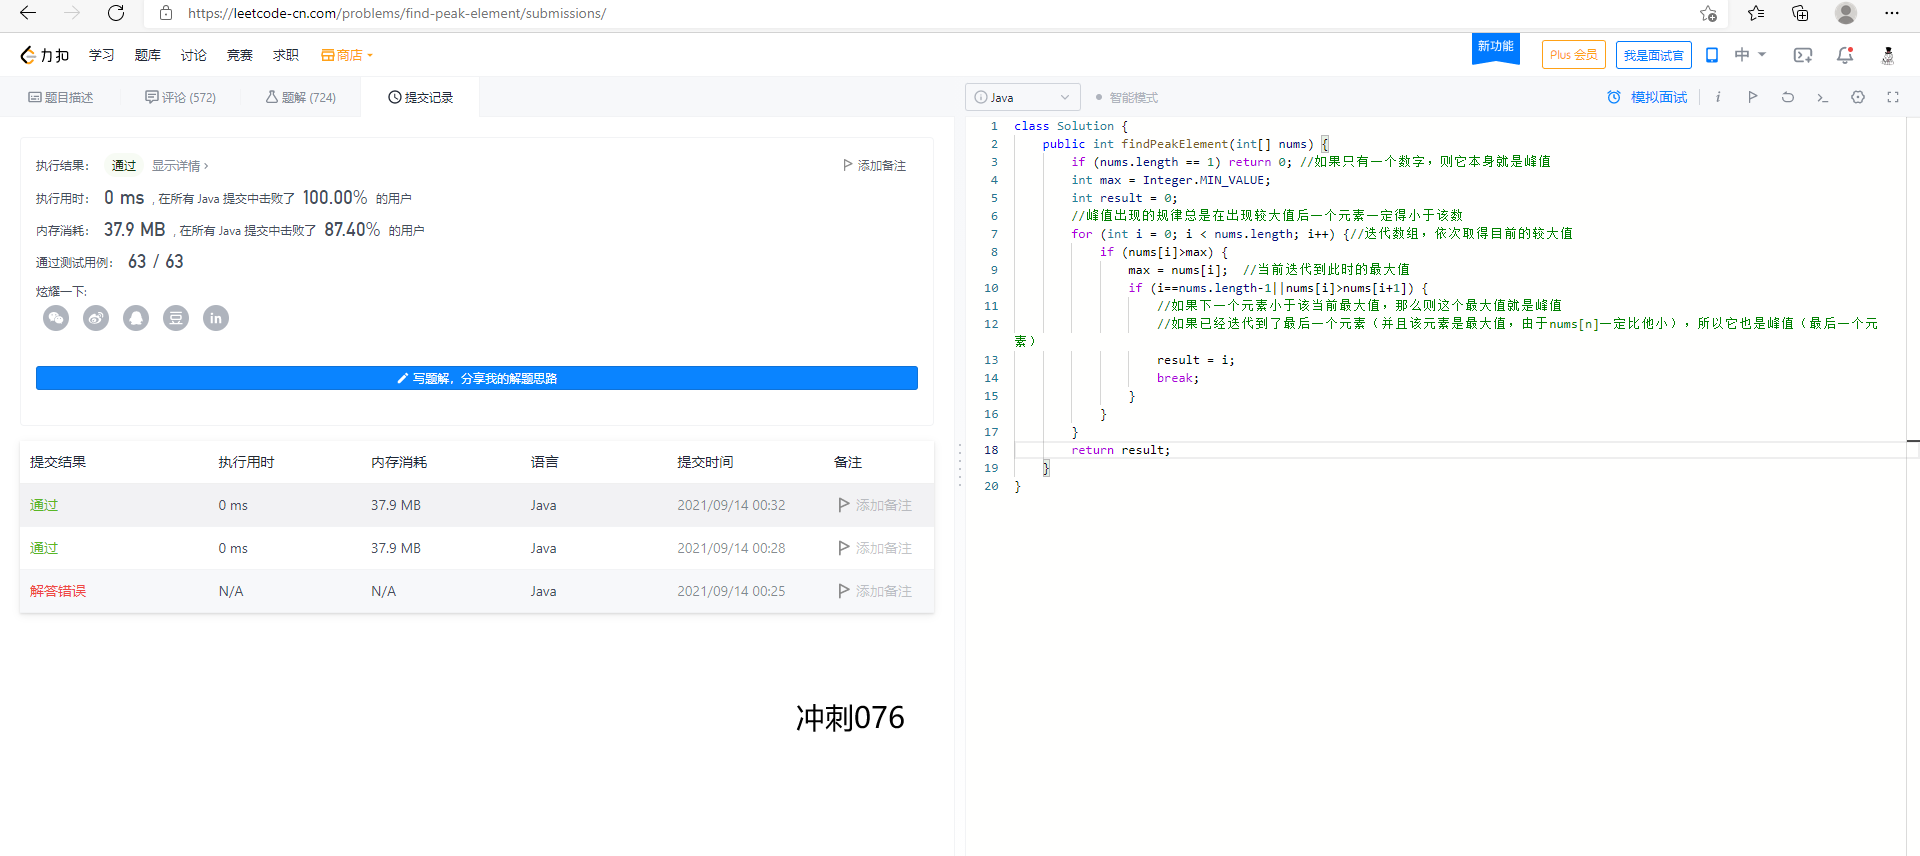 https://leetcode-cn.com/problems/find-peak-element/submissions/
力扣 学习 题库 讨论 竞赛 求职 商店 新功能 Plus 会员 我是面试官 中
题目描述 评论 (572) 题解 (724) 提交记录
执行结果： 通过 显示详情 › 添加备注
执行用时： 0 ms , 在所有 Java 提交中击败了 100.00% 的用户
内存消耗： 37.9 MB , 在所有 Java 提交中击败了 87.40% 的用户
通过测试用例： 63 / 63
炫耀一下:
豆 in
写题解，分享我的解题思路
提交结果 执行用时 内存消耗 语言 提交时间 备注
通过 0 ms 37.9 MB Java 2021/09/14 00:32 添加备注
通过 0 ms 37.9 MB Java 2021/09/14 00:28 添加备注
解答错误 N/A N/A Java 2021/09/14 00:25 添加备注
冲刺076
Java 智能模式 模拟面试 i
1 class Solution {
2 public int findPeakElement(int[] nums) {
3 if (nums.length == 1) return 0; //如果只有一个数字，则它本身就是峰值
4 int max = Integer.MIN_VALUE;
5 int result = 0;
6 //峰值出现的规律总是在出现较大值后一个元素一定得小于该数
7 for (int i = 0; i < nums.length; i++) {//迭代数组，依次取得目前的较大值
8 if (nums[i]>max) {
9 max = nums[i]; //当前迭代到此时的最大值
10 if (i==nums.length-1||nums[i]>nums[i+1]) {
11 //如果下一个元素小于该当前最大值，那么则这个最大值就是峰值
12 //如果已经迭代到了最后一个元素（并且该元素是最大值，由于nums[n]一定比他小），所以它也是峰值（最后一个元
素）
13 result = i;
14 break;
15 }
16 }
17 }
18 return result;
19 }
20 }